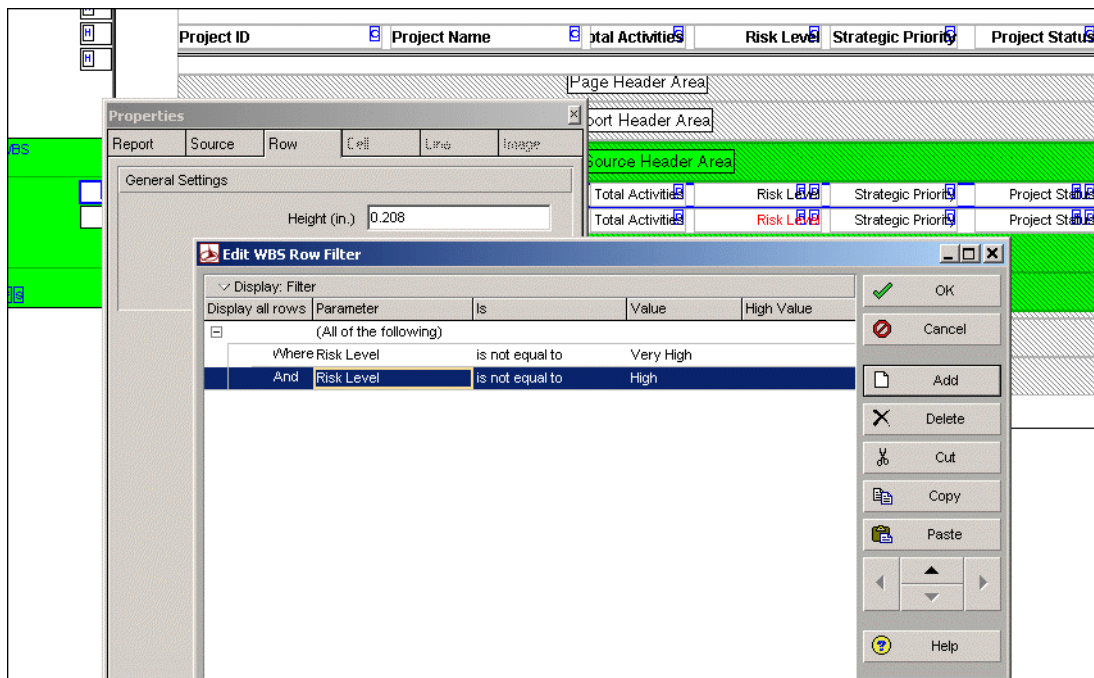 H
H
H
Project ID C Project Name C otal Activities C Risk Level C Strategic Priority C Project Status
Page Header Area
port Header Area
WBS
Source Header Area
Total Activities Risk Level Strategic Priority Project Status
Total Activities Risk Level Strategic Priority Project Status
Properties
Report Source Row Cell Line Image
General Settings
Height (in.) 0.208
Edit WBS Row Filter
Display: Filter
Display all rows Parameter Is Value High Value
(All of the following)
Where Risk Level is not equal to Very High
And Risk Level is not equal to High
OK
Cancel
Add
Delete
Cut
Copy
Paste
Help